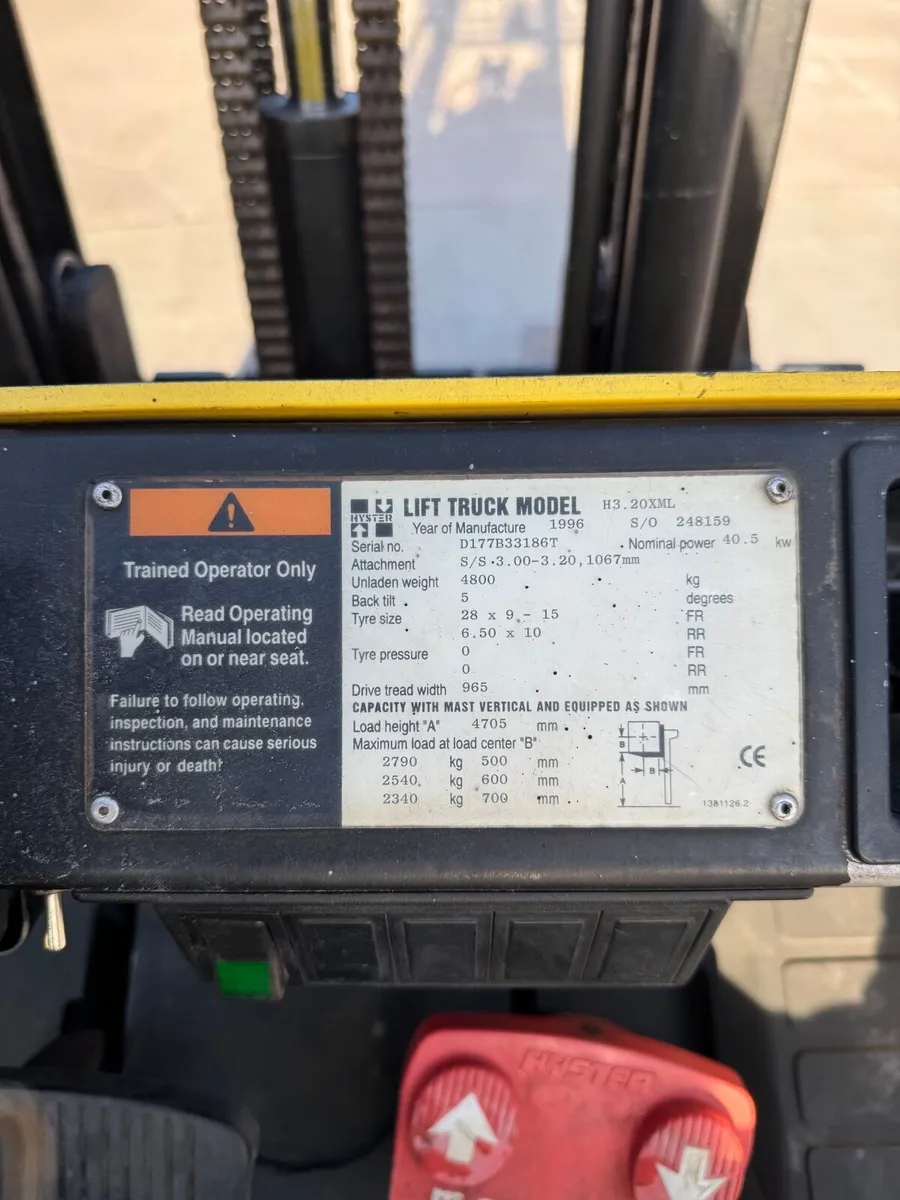 Trained Operator Only
Read Operating
Manual located
on or near seat.
Failure to follow operating,
inspection, and maintenance
instructions can cause serious
injury or death!
HYSTER
LIFT TRUCK MODEL H3.20XML
Year of Manufacture 1996 S/O 248159
Serial no. D177B33186T Nominal power 40.5 kw
Attachment S/S 3.00-3.20,1067mm
Unladen weight 4800 kg
Back tilt 5 degrees
Tyre size 28 x 9 - 15 FR
6.50 x 10 RR
Tyre pressure 0 FR
0 RR
Drive tread width 965 mm
CAPACITY WITH MAST VERTICAL AND EQUIPPED AS SHOWN
Load height "A" 4705 mm
Maximum load at load center "B"
2790 kg 500 mm
2540 kg 600 mm
2340 kg 700 mm
B
B
A
CE
1381126.2
HYSTER